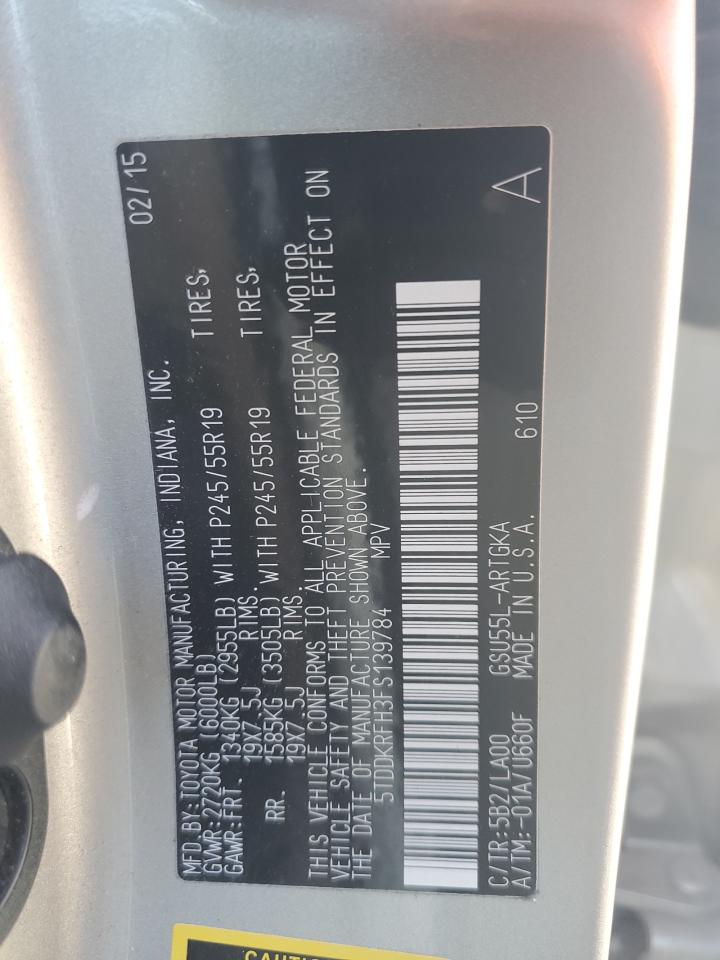 MFD.BY:TOYOTA MOTOR MANUFACTURING, INDIANA, INC. 02/15
GVWR:2720KG (6000LB)
GAWR:FRT. 1340KG (2955LB) WITH P245/55R19 TIRES,
19X7.5J RIMS.
RR. 1585KG (3505LB) WITH P245/55R19 TIRES,
19X7.5J RIMS.
THIS VEHICLE CONFORMS TO ALL APPLICABLE FEDERAL MOTOR
VEHICLE SAFETY AND THEFT PREVENTION STANDARDS IN EFFECT ON
THE DATE OF MANUFACTURE SHOWN ABOVE.
5TDDKRFH3FS139784 MPV
C/TR:5B2/LA00 GSU55L-ARTGKA 610 A
A/TM:-01A/U660F MADE IN U.S.A.